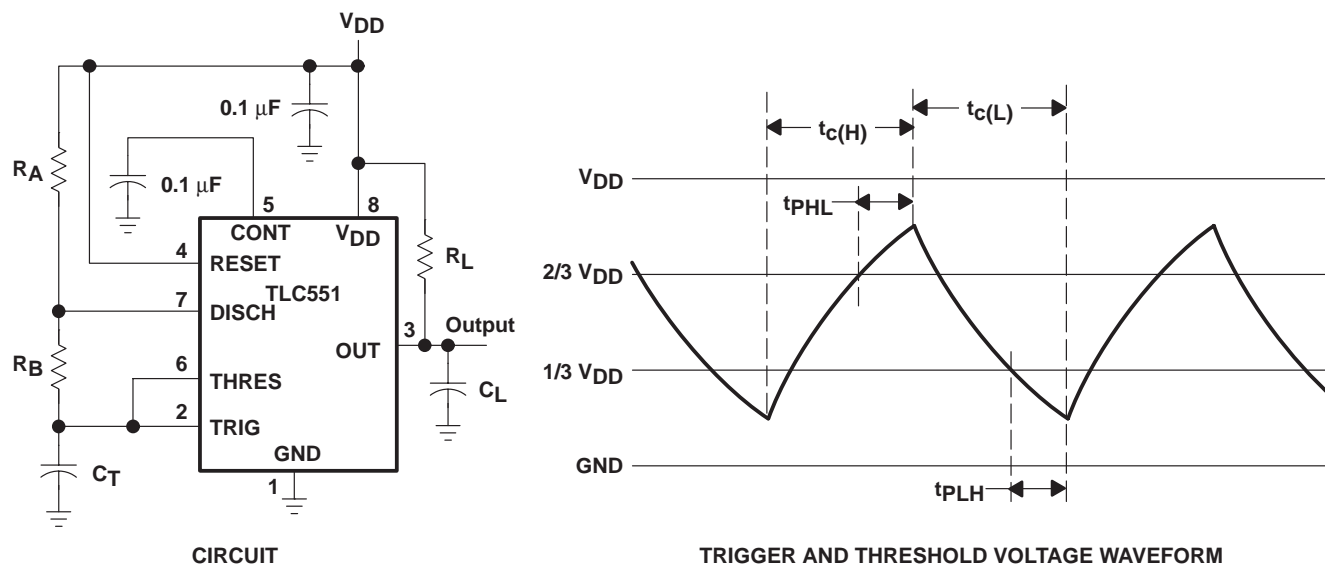 VDD
0.1 μF
0.1 μF
RA
5
8
CONT
VDD
4
RESET
RL
TLC551
7
DISCH
3
Output
OUT
RB
6
THRES
CL
2
TRIG
GND
CT
1
CIRCUIT
tc(H)
tc(L)
VDD
tPHL
2/3 VDD
1/3 VDD
GND
tPLH
TRIGGER AND THRESHOLD VOLTAGE WAVEFORM